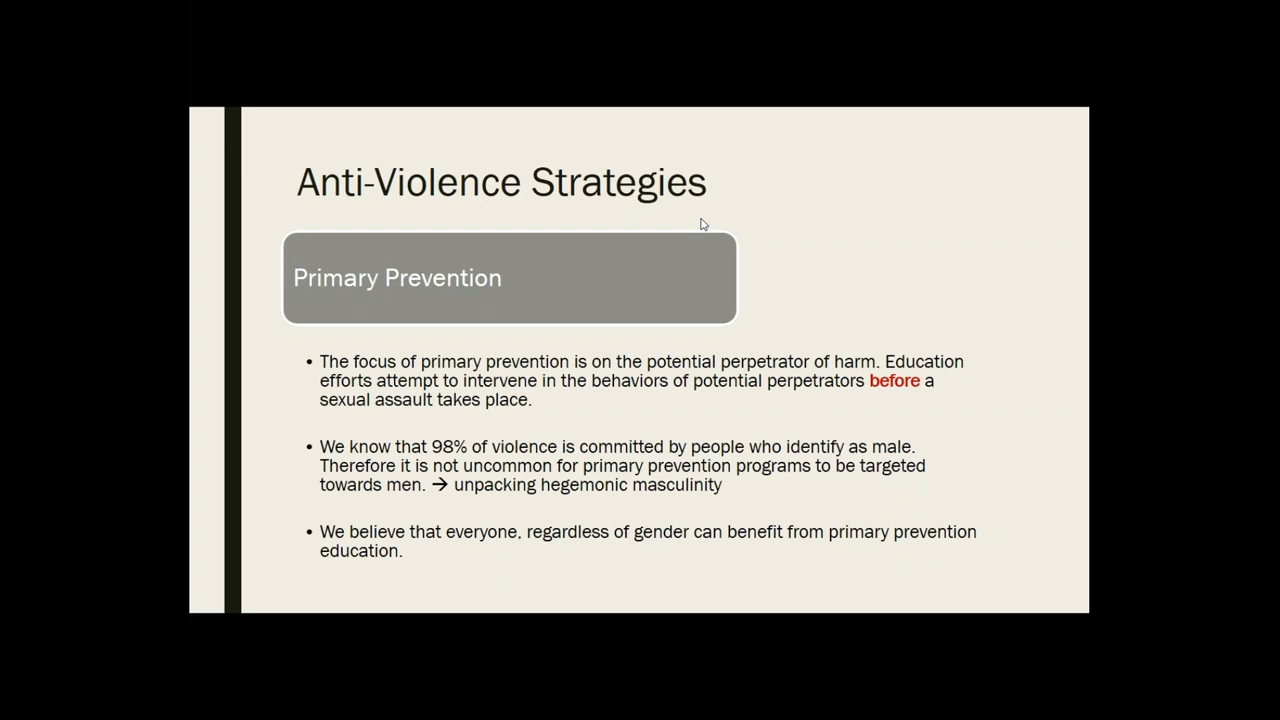 Anti-Violence Strategies
Primary Prevention
• The focus of primary prevention is on the potential perpetrator of harm. Education
efforts attempt to intervene in the behaviors of potential perpetrators before a
sexual assault takes place.
• We know that 98% of violence is committed by people who identify as male.
Therefore it is not uncommon for primary prevention programs to be targeted
towards men. → unpacking hegemonic masculinity
• We believe that everyone, regardless of gender can benefit from primary prevention
education.